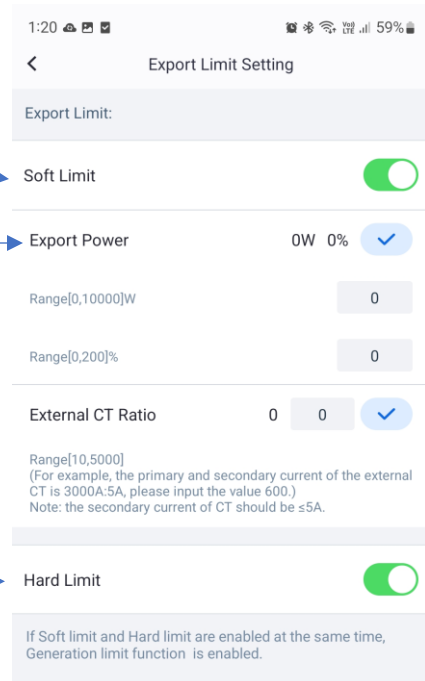 1:20 59%
Export Limit Setting
Export Limit:
Soft Limit
Export Power 0W 0%
Range[0,10000]W 0
Range[0,200]% 0
External CT Ratio 0 0
Range[10,5000]
(For example, the primary and secondary current of the external
CT is 3000A:5A, please input the value 600.)
Note: the secondary current of CT should be ≤5A.
Hard Limit
If Soft limit and Hard limit are enabled at the same time,
Generation limit function is enabled.